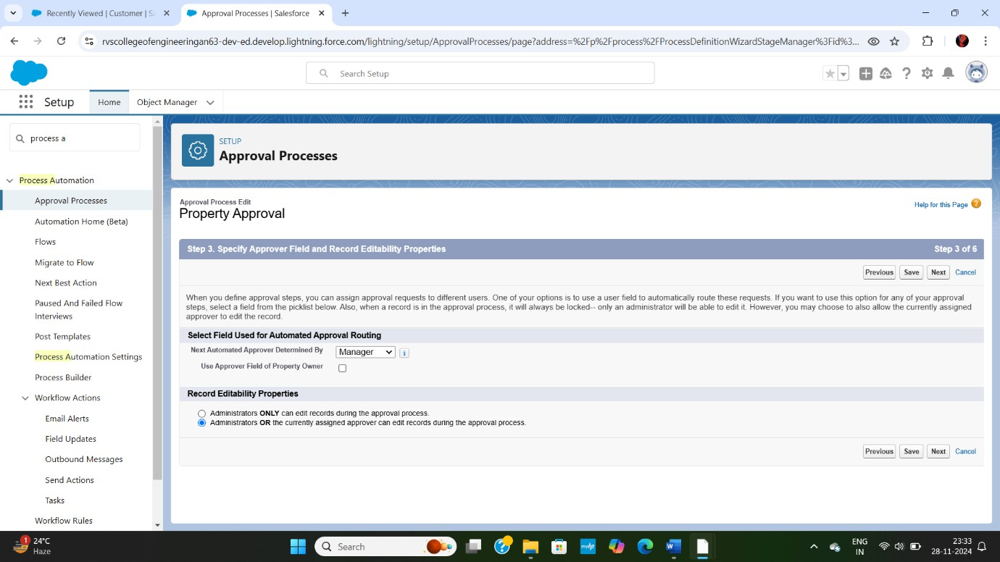 Recently Viewed | Customer | Sa
Approval Processes | Salesforce
rvscollegeofengineeringan63-dev-ed.develop.lightning.force.com/lightning/setup/ApprovalProcesses/page?address=%2Fp%2Fprocess%2FProcessDefinitionWizardStageManager%3Fid%3...
Search Setup
Setup
Home
Object Manager
process a
Process Automation
Approval Processes
Automation Home (Beta)
Flows
Migrate to Flow
Next Best Action
Paused And Failed Flow
Interviews
Post Templates
Process Automation Settings
Process Builder
Workflow Actions
Email Alerts
Field Updates
Outbound Messages
Send Actions
Tasks
Workflow Rules
SETUP
Approval Processes
Approval Process Edit
Property Approval
Help for this Page ?
Step 3. Specify Approver Field and Record Editability Properties
Step 3 of 6
Previous Save Next Cancel
When you define approval steps, you can assign approval requests to different users. One of your options is to use a user field to automatically route these requests. If you want to use this option for any of your approval
steps, select a field from the picklist below. Also, when a record is in the approval process, it will always be locked-- only an administrator will be able to edit it. However, you may choose to also allow the currently assigned
approver to edit the record.
Select Field Used for Automated Approval Routing
Next Automated Approver Determined By Manager i
Use Approver Field of Property Owner
Record Editability Properties
Administrators ONLY can edit records during the approval process.
Administrators OR the currently assigned approver can edit records during the approval process.
Previous Save Next Cancel
1
24°C
Haze
Search
myhp
W
ENG
IN
23:33
28-11-2024